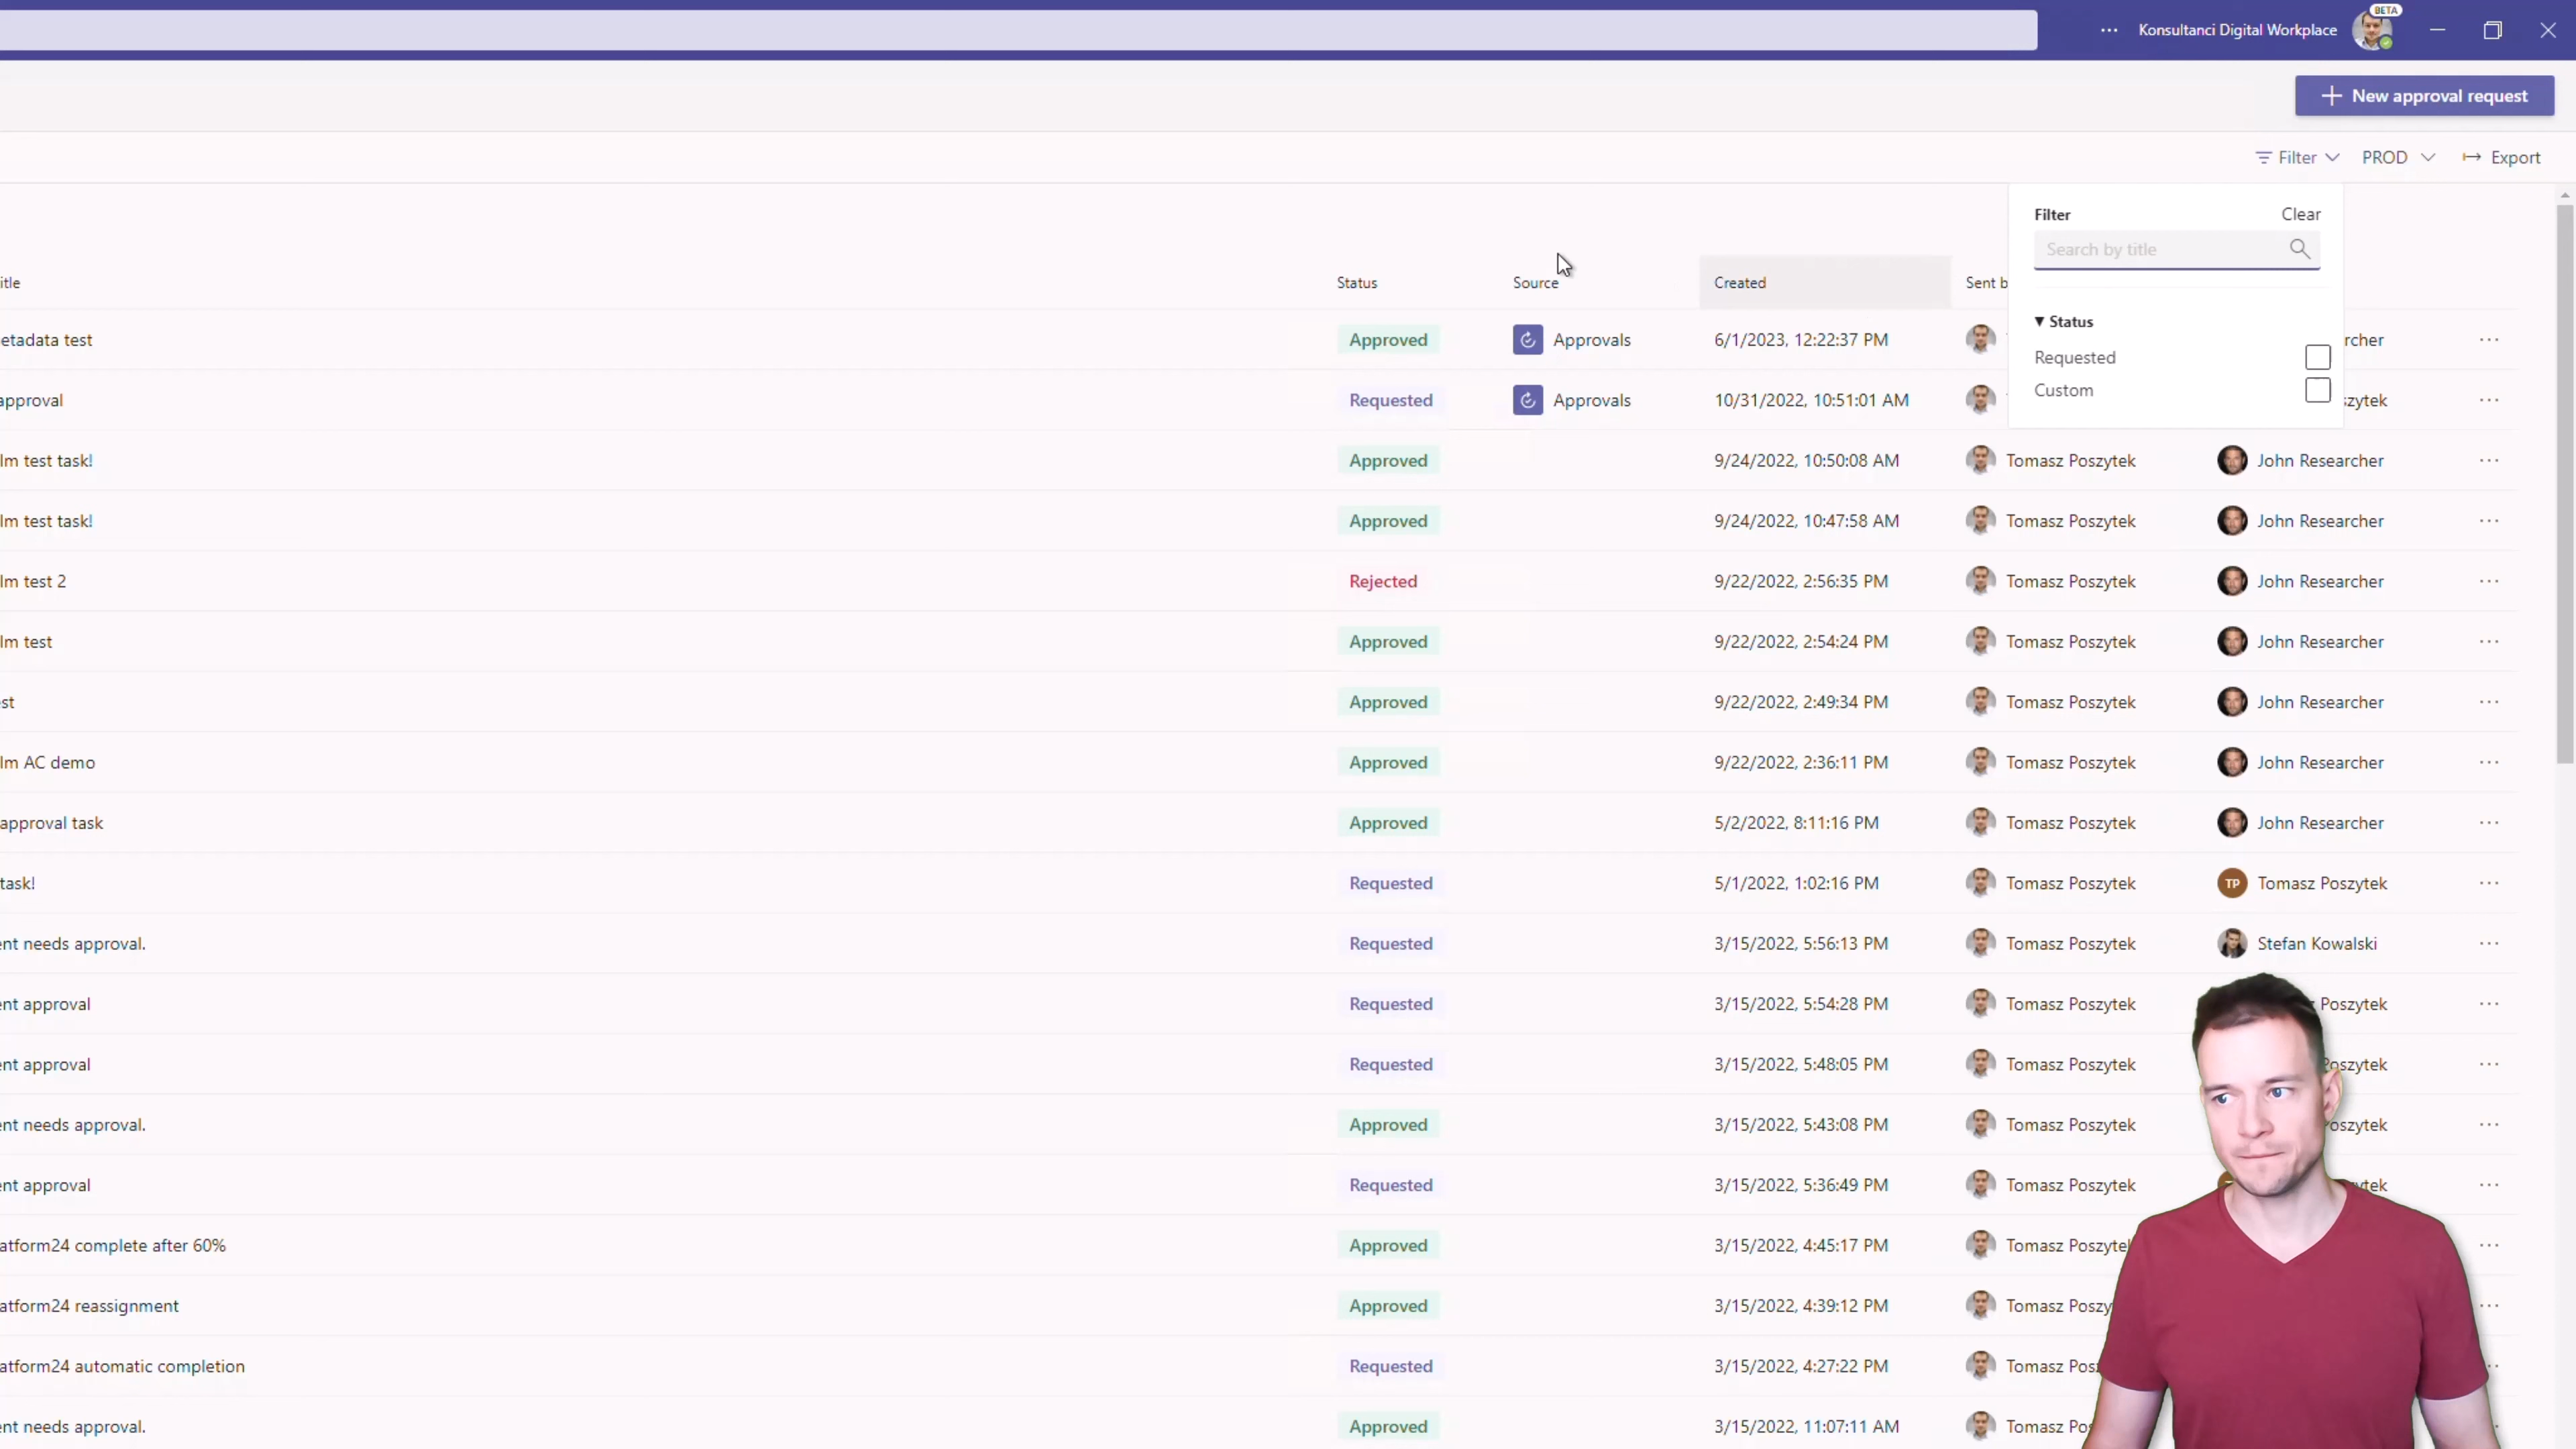 Konsultanci Digital Workplace BETA
New approval request
Filter PROD Export
Filter Clear
Search by title
Status
Requested
Custom
itle Status Source Created Sent b
etadata test Approved Approvals 6/1/2023, 12:22:37 PM rcher
approval Requested Approvals 10/31/2022, 10:51:01 AM szytek
lm test task! Approved 9/24/2022, 10:50:08 AM Tomasz Poszytek John Researcher
lm test task! Approved 9/24/2022, 10:47:58 AM Tomasz Poszytek John Researcher
lm test 2 Rejected 9/22/2022, 2:56:35 PM Tomasz Poszytek John Researcher
lm test Approved 9/22/2022, 2:54:24 PM Tomasz Poszytek John Researcher
est Approved 9/22/2022, 2:49:34 PM Tomasz Poszytek John Researcher
lm AC demo Approved 9/22/2022, 2:36:11 PM Tomasz Poszytek John Researcher
approval task Approved 5/2/2022, 8:11:16 PM Tomasz Poszytek John Researcher
task! Requested 5/1/2022, 1:02:16 PM Tomasz Poszytek TP Tomasz Poszytek
ent needs approval. Requested 3/15/2022, 5:56:13 PM Tomasz Poszytek Stefan Kowalski
ent approval Requested 3/15/2022, 5:54:28 PM Tomasz Poszytek Poszytek
ent approval Requested 3/15/2022, 5:48:05 PM Tomasz Poszytek Poszytek
ent needs approval. Approved 3/15/2022, 5:43:08 PM Tomasz Poszytek oszytek
ent approval Requested 3/15/2022, 5:36:49 PM Tomasz Poszytek ytek
atform24 complete after 60% Approved 3/15/2022, 4:45:17 PM Tomasz Poszytek
atform24 reassignment Approved 3/15/2022, 4:39:12 PM Tomasz Poszy
atform24 automatic completion Requested 3/15/2022, 4:27:22 PM Tomasz Pos
ent needs approval. Approved 3/15/2022, 11:07:11 AM Tomasz Po